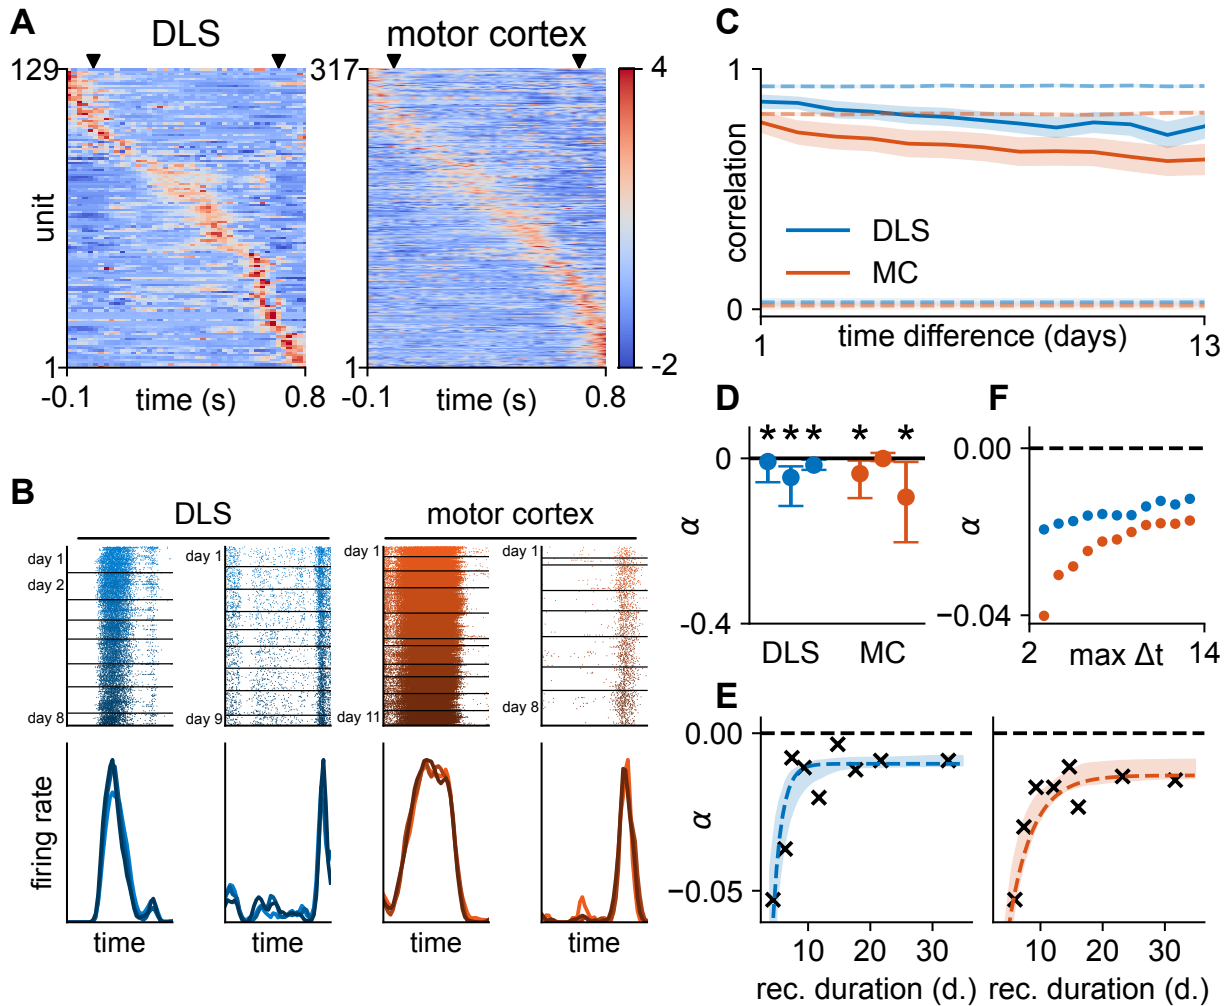 A
DLS
motor cortex
129
317
4
unit
1
1
-2
-0.1
time (s)
0.8
-0.1
time (s)
0.8
B
DLS
motor cortex
day 1
day 2
day 8
day 1
day 9
day 1
day 11
day 1
day 8
firing rate
time
time
time
time
C
1
correlation
DLS
MC
0
1
time difference (days)
13
D
* * * * *
0
α
-0.4
DLS
MC
F
0.00
α
−0.04
2
max Δt
14
E
0.00
α
−0.05
10
20
30
rec. duration (d.)
10
20
30
rec. duration (d.)